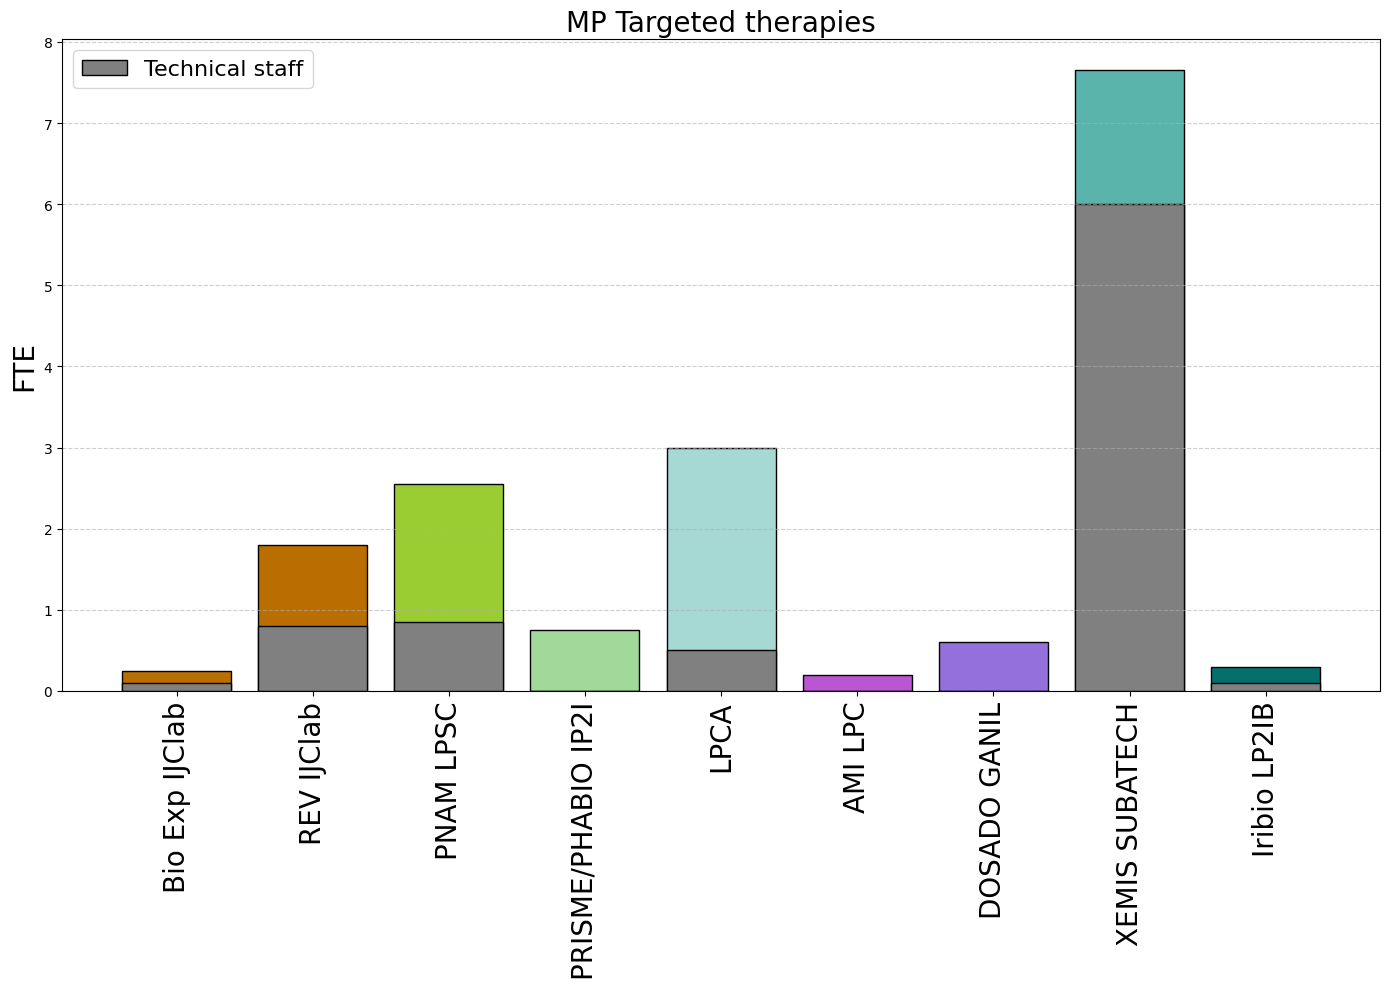 MP Targeted therapies
Technical staff
FTE
8
7
6
5
4
3
2
1
0
Bio Exp IJClab
REV IJClab
PNAM LPSC
PRISME/PHABIO IP2I
LPCA
AMI LPC
DOSADO GANIL
XEMIS SUBATECH
Iribio LP2IB